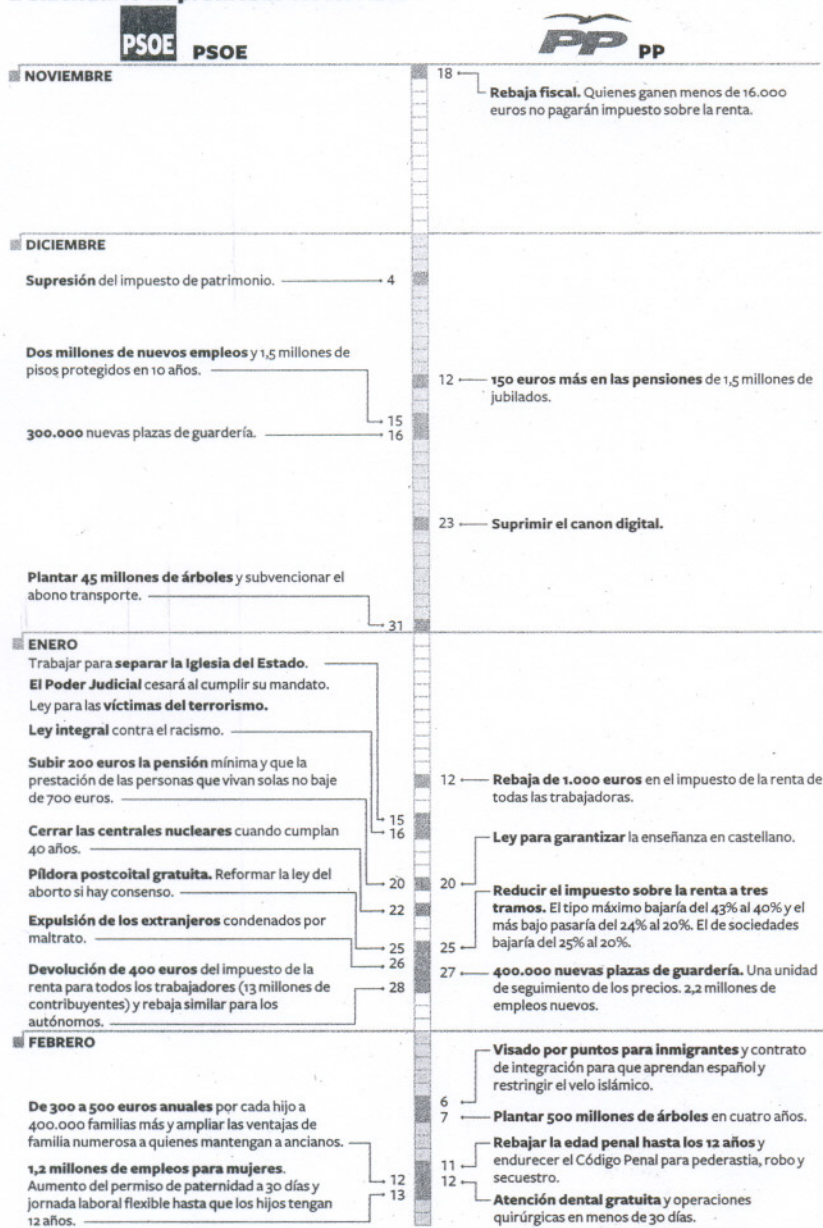 PSOE PSOE
PP PP
NOVIEMBRE
18
Rebaja fiscal. Quienes ganen menos de 16.000
euros no pagarán impuesto sobre la renta.
DICIEMBRE
Supresión del impuesto de patrimonio.
4
Dos millones de nuevos empleos y 1,5 millones de
pisos protegidos en 10 años.
15
12
150 euros más en las pensiones de 1,5 millones de
jubilados.
300.000 nuevas plazas de guardería.
16
23
Suprimir el canon digital.
Plantar 45 millones de árboles y subvencionar el
abono transporte.
31
ENERO
Trabajar para separar la Iglesia del Estado.
El Poder Judicial cesará al cumplir su mandato.
Ley para las víctimas del terrorismo.
15
Ley integral contra el racismo.
16
Subir 200 euros la pensión mínima y que la
prestación de las personas que vivan solas no baje
de 700 euros.
20
Cerrar las centrales nucleares cuando cumplan
40 años.
22
Píldora postcoital gratuita. Reformar la ley del
aborto si hay consenso.
25
Expulsión de los extranjeros condenados por
maltrato.
26
Devolución de 400 euros del impuesto de la
renta para todos los trabajadores (13 millones de
contribuyentes) y rebaja similar para los
autónomos.
28
12
Rebaja de 1.000 euros en el impuesto de la renta de
todas las trabajadoras.
20
Ley para garantizar la enseñanza en castellano.
25
Reducir el impuesto sobre la renta a tres
tramos. El tipo máximo bajaría del 43% al 40% y el
más bajo pasaría del 24% al 20%. El de sociedades
bajaría del 25% al 20%.
27
400.000 nuevas plazas de guardería. Una unidad
de seguimiento de los precios. 2,2 millones de
empleos nuevos.
FEBRERO
De 300 a 500 euros anuales por cada hijo a
400.000 familias más y ampliar las ventajas de
familia numerosa a quienes mantengan a ancianos.
12
1,2 millones de empleos para mujeres.
Aumento del permiso de paternidad a 30 días y
jornada laboral flexible hasta que los hijos tengan
12 años.
13
Visado por puntos para inmigrantes y contrato
de integración para que aprendan español y
restringir el velo islámico.
6
7
Plantar 500 millones de árboles en cuatro años.
Rebajar la edad penal hasta los 12 años y
endurecer el Código Penal para pederastia, robo y
secuestro.
11
12
Atención dental gratuita y operaciones
quirúrgicas en menos de 30 días.